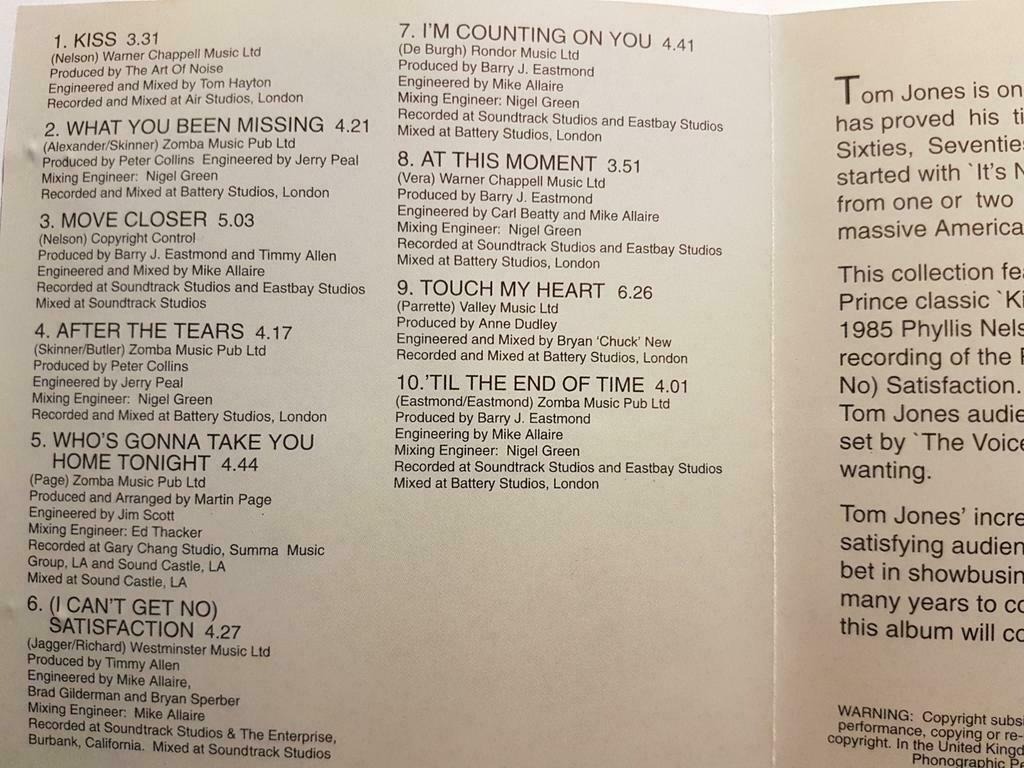 1. KISS 3.31
(Nelson) Warner Chappell Music Ltd
Produced by The Art Of Noise
Engineered and Mixed by Tom Hayton
Recorded and Mixed at Air Studios, London
2. WHAT YOU BEEN MISSING 4.21
(Alexander/Skinner) Zomba Music Pub Ltd
Produced by Peter Collins Engineered by Jerry Peal
Mixing Engineer: Nigel Green
Recorded and Mixed at Battery Studios, London
3. MOVE CLOSER 5.03
(Nelson) Copyright Control
Produced by Barry J. Eastmond and Timmy Allen
Engineered and Mixed by Mike Allaire
Recorded at Soundtrack Studios and Eastbay Studios
Mixed at Soundtrack Studios
4. AFTER THE TEARS 4.17
(Skinner/Butler) Zomba Music Pub Ltd
Produced by Peter Collins
Engineered by Jerry Peal
Mixing Engineer: Nigel Green
Recorded and Mixed at Battery Studios, London
5. WHO'S GONNA TAKE YOU
HOME TONIGHT 4.44
(Page) Zomba Music Pub Ltd
Produced and Arranged by Martin Page
Engineered by Jim Scott
Mixing Engineer: Ed Thacker
Recorded at Gary Chang Studio, Summa Music
Group, LA and Sound Castle, LA
Mixed at Sound Castle, LA
6. (I CAN'T GET NO)
SATISFACTION 4.27
(Jagger/Richard) Westminster Music Ltd
Produced by Timmy Allen
Engineered by Mike Allaire,
Brad Gilderman and Bryan Sperber
Mixing Engineer: Mike Allaire
Recorded at Soundtrack Studios & The Enterprise,
Burbank, California. Mixed at Soundtrack Studios
7. I'M COUNTING ON YOU 4.41
(De Burgh) Rondor Music Ltd
Produced by Barry J. Eastmond
Engineered by Mike Allaire
Mixing Engineer: Nigel Green
Recorded at Soundtrack Studios and Eastbay Studios
Mixed at Battery Studios, London
8. AT THIS MOMENT 3.51
(Vera) Warner Chappell Music Ltd
Produced by Barry J. Eastmond
Engineered by Carl Beatty and Mike Allaire
Mixing Engineer: Nigel Green
Recorded at Soundtrack Studios and Eastbay Studios
Mixed at Battery Studios, London
9. TOUCH MY HEART 6.26
(Parrette) Valley Music Ltd
Produced by Anne Dudley
Engineered and Mixed by Bryan 'Chuck' New
Recorded and Mixed at Battery Studios, London
10.'TIL THE END OF TIME 4.01
(Eastmond/Eastmond) Zomba Music Pub Ltd
Produced by Barry J. Eastmond
Engineering by Mike Allaire
Mixing Engineer: Nigel Green
Recorded at Soundtrack Studios and Eastbay Studios
Mixed at Battery Studios, London
Tom Jones is on
has proved his
Sixties, Seventie
started with `It's
from one or two
massive America
This collection
Prince classic
1985 Phyllis Nels
recording of the
No) Satisfaction.
Tom Jones audie
set by `The Voice
wanting.
Tom Jones' incre
satisfying audien
bet in showbusin
many years to
this album will
WARNING: Copyright subsi
performance, copying or re-
copyright. In the United Kingd
Phonographic